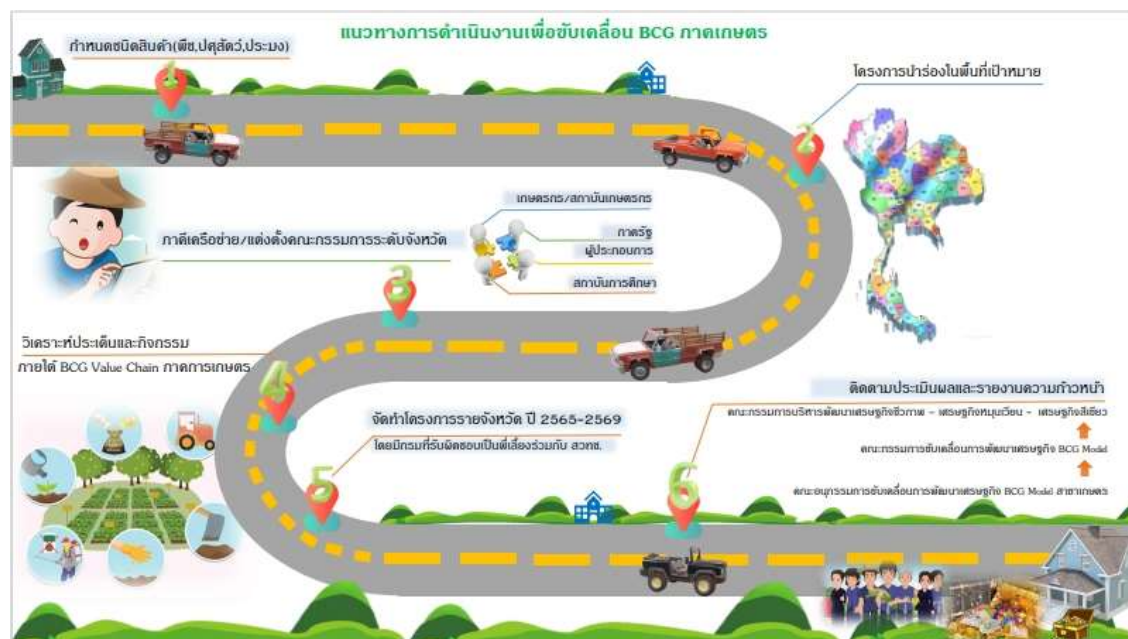 แนวทางการดำเนินงานเพื่อขับเคลื่อน BCG ภาคเกษตร
กำหนดชนิดสินค้า(พืช,ปศุสัตว์,ประมง)
1
โครงการนำร่องในพื้นที่เป้าหมาย
2
เกษตรกร/สถาบันเกษตรกร
ภาคีเครือข่าย/แต่งตั้งคณะกรรมการระดับจังหวัด
ภาครัฐ
ผู้ประกอบการ
สถาบันการศึกษา
3
วิเคราะห์ประเด็นและกิจกรรม
ภายใต้ BCG Value Chain ภาคการเกษตร
4
จัดทำโครงการรายจังหวัด ปี 2565-2569
โดยมีกรมที่รับผิดชอบเป็นพี่เลี้ยงร่วมกับ สวทช.
5
ติดตามประเมินผลและรายงานความก้าวหน้า
คณะกรรมการบริหารพัฒนาเศรษฐกิจชีวภาพ - เศรษฐกิจหมุนเวียน - เศรษฐกิจสีเขียว
คณะกรรมการขับเคลื่อนการพัฒนาเศรษฐกิจ BCG Model
คณะอนุกรรมการขับเคลื่อนการพัฒนาเศรษฐกิจ BCG Model สาขาเกษตร
6